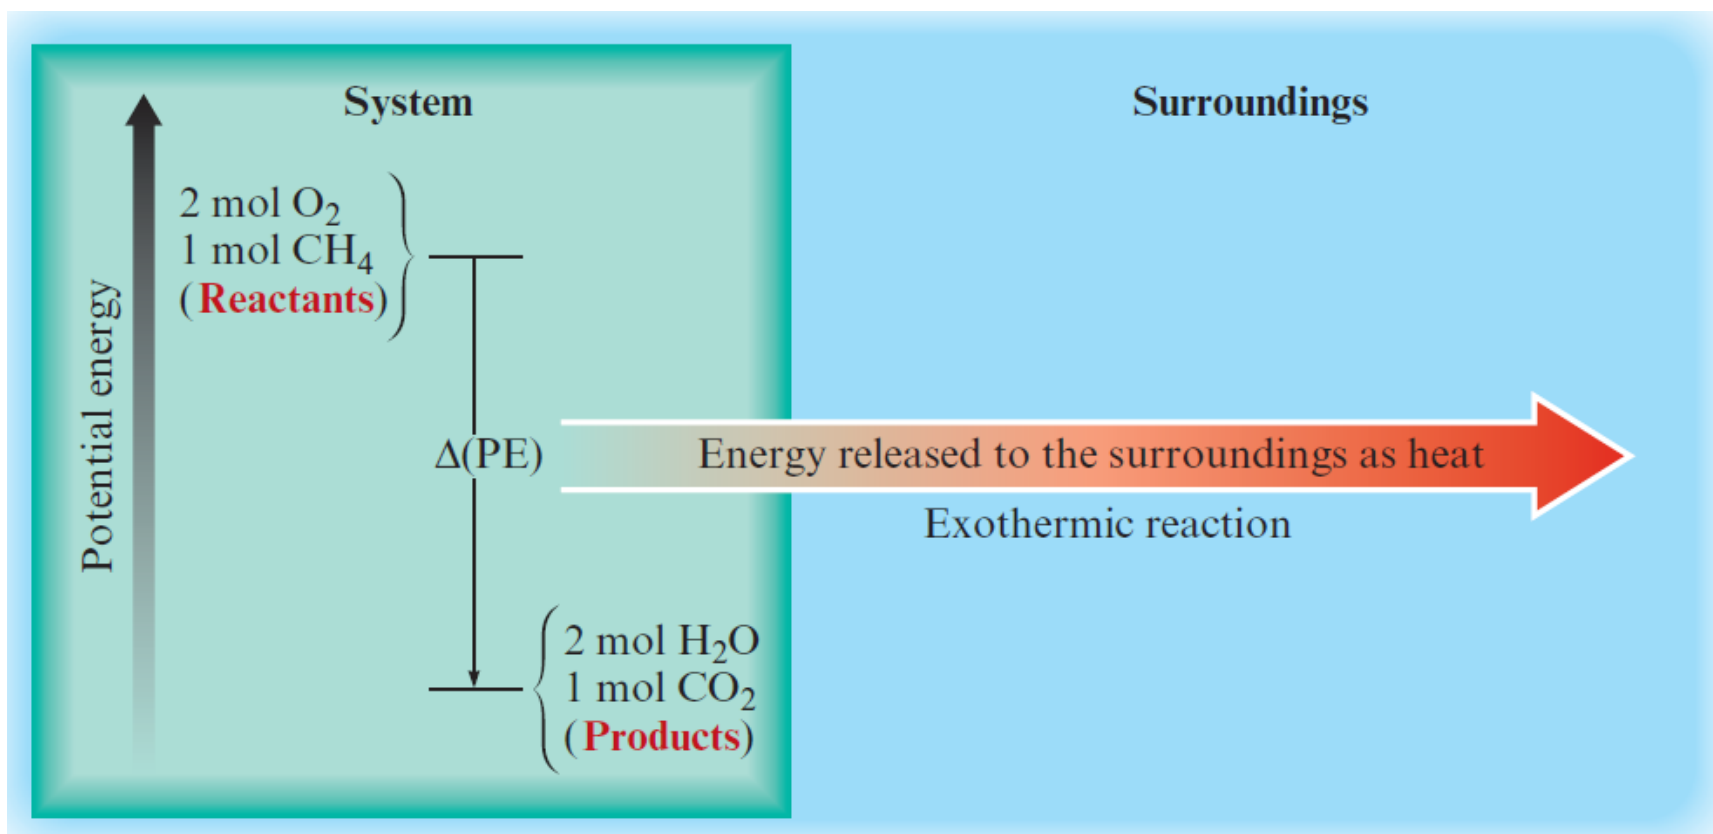 System
Surroundings
Potential energy
2 mol O₂
1 mol CH₄
(Reactants)
Δ(PE)
Energy released to the surroundings as heat
Exothermic reaction
2 mol H₂O
1 mol CO₂
(Products)